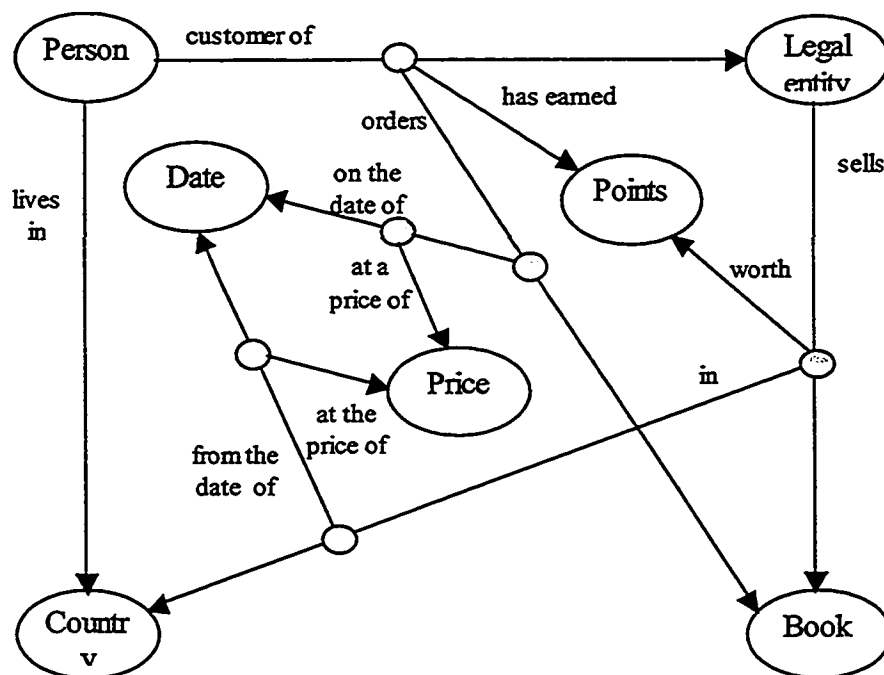 Person
customer of
Legal
entity
has earned
orders
Date
on the
date of
Points
sells
lives
in
at a
price of
worth
Price
in
at the
price of
from the
date of
Countr
y
Book